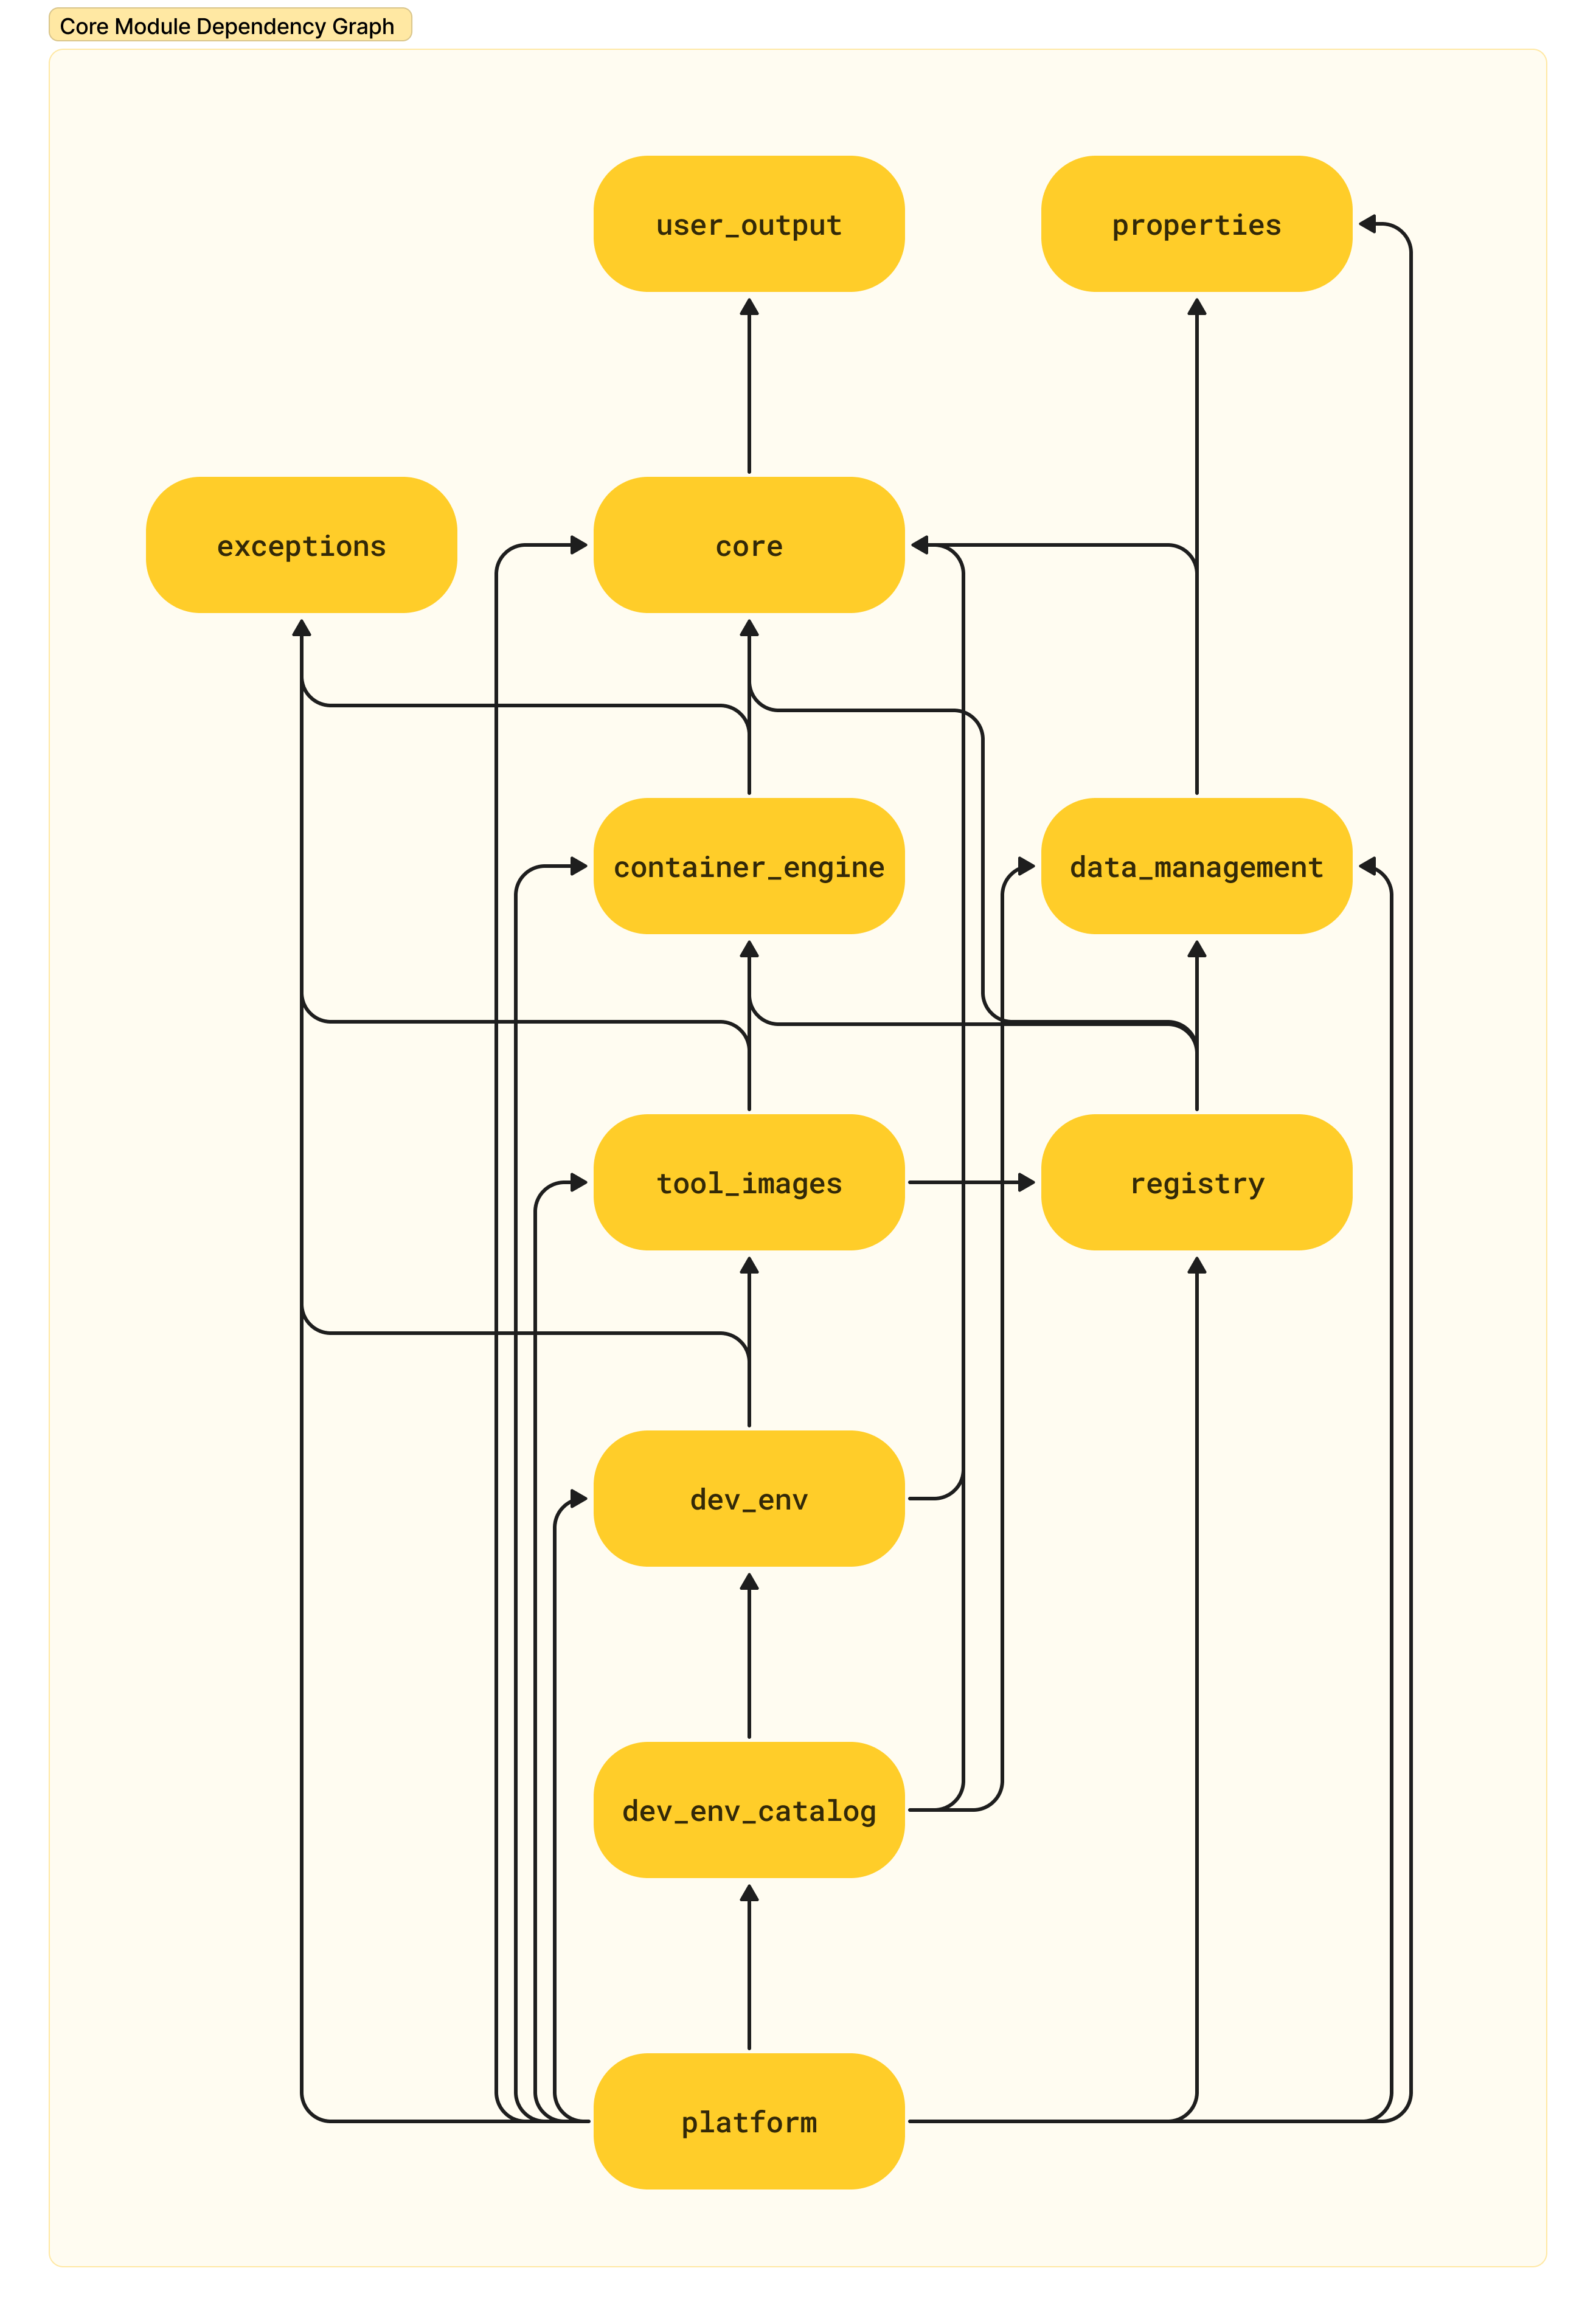 Core Module Dependency Graph
user_output
properties
exceptions
core
container_engine
data_management
tool_images
registry
dev_env
dev_env_catalog
platform